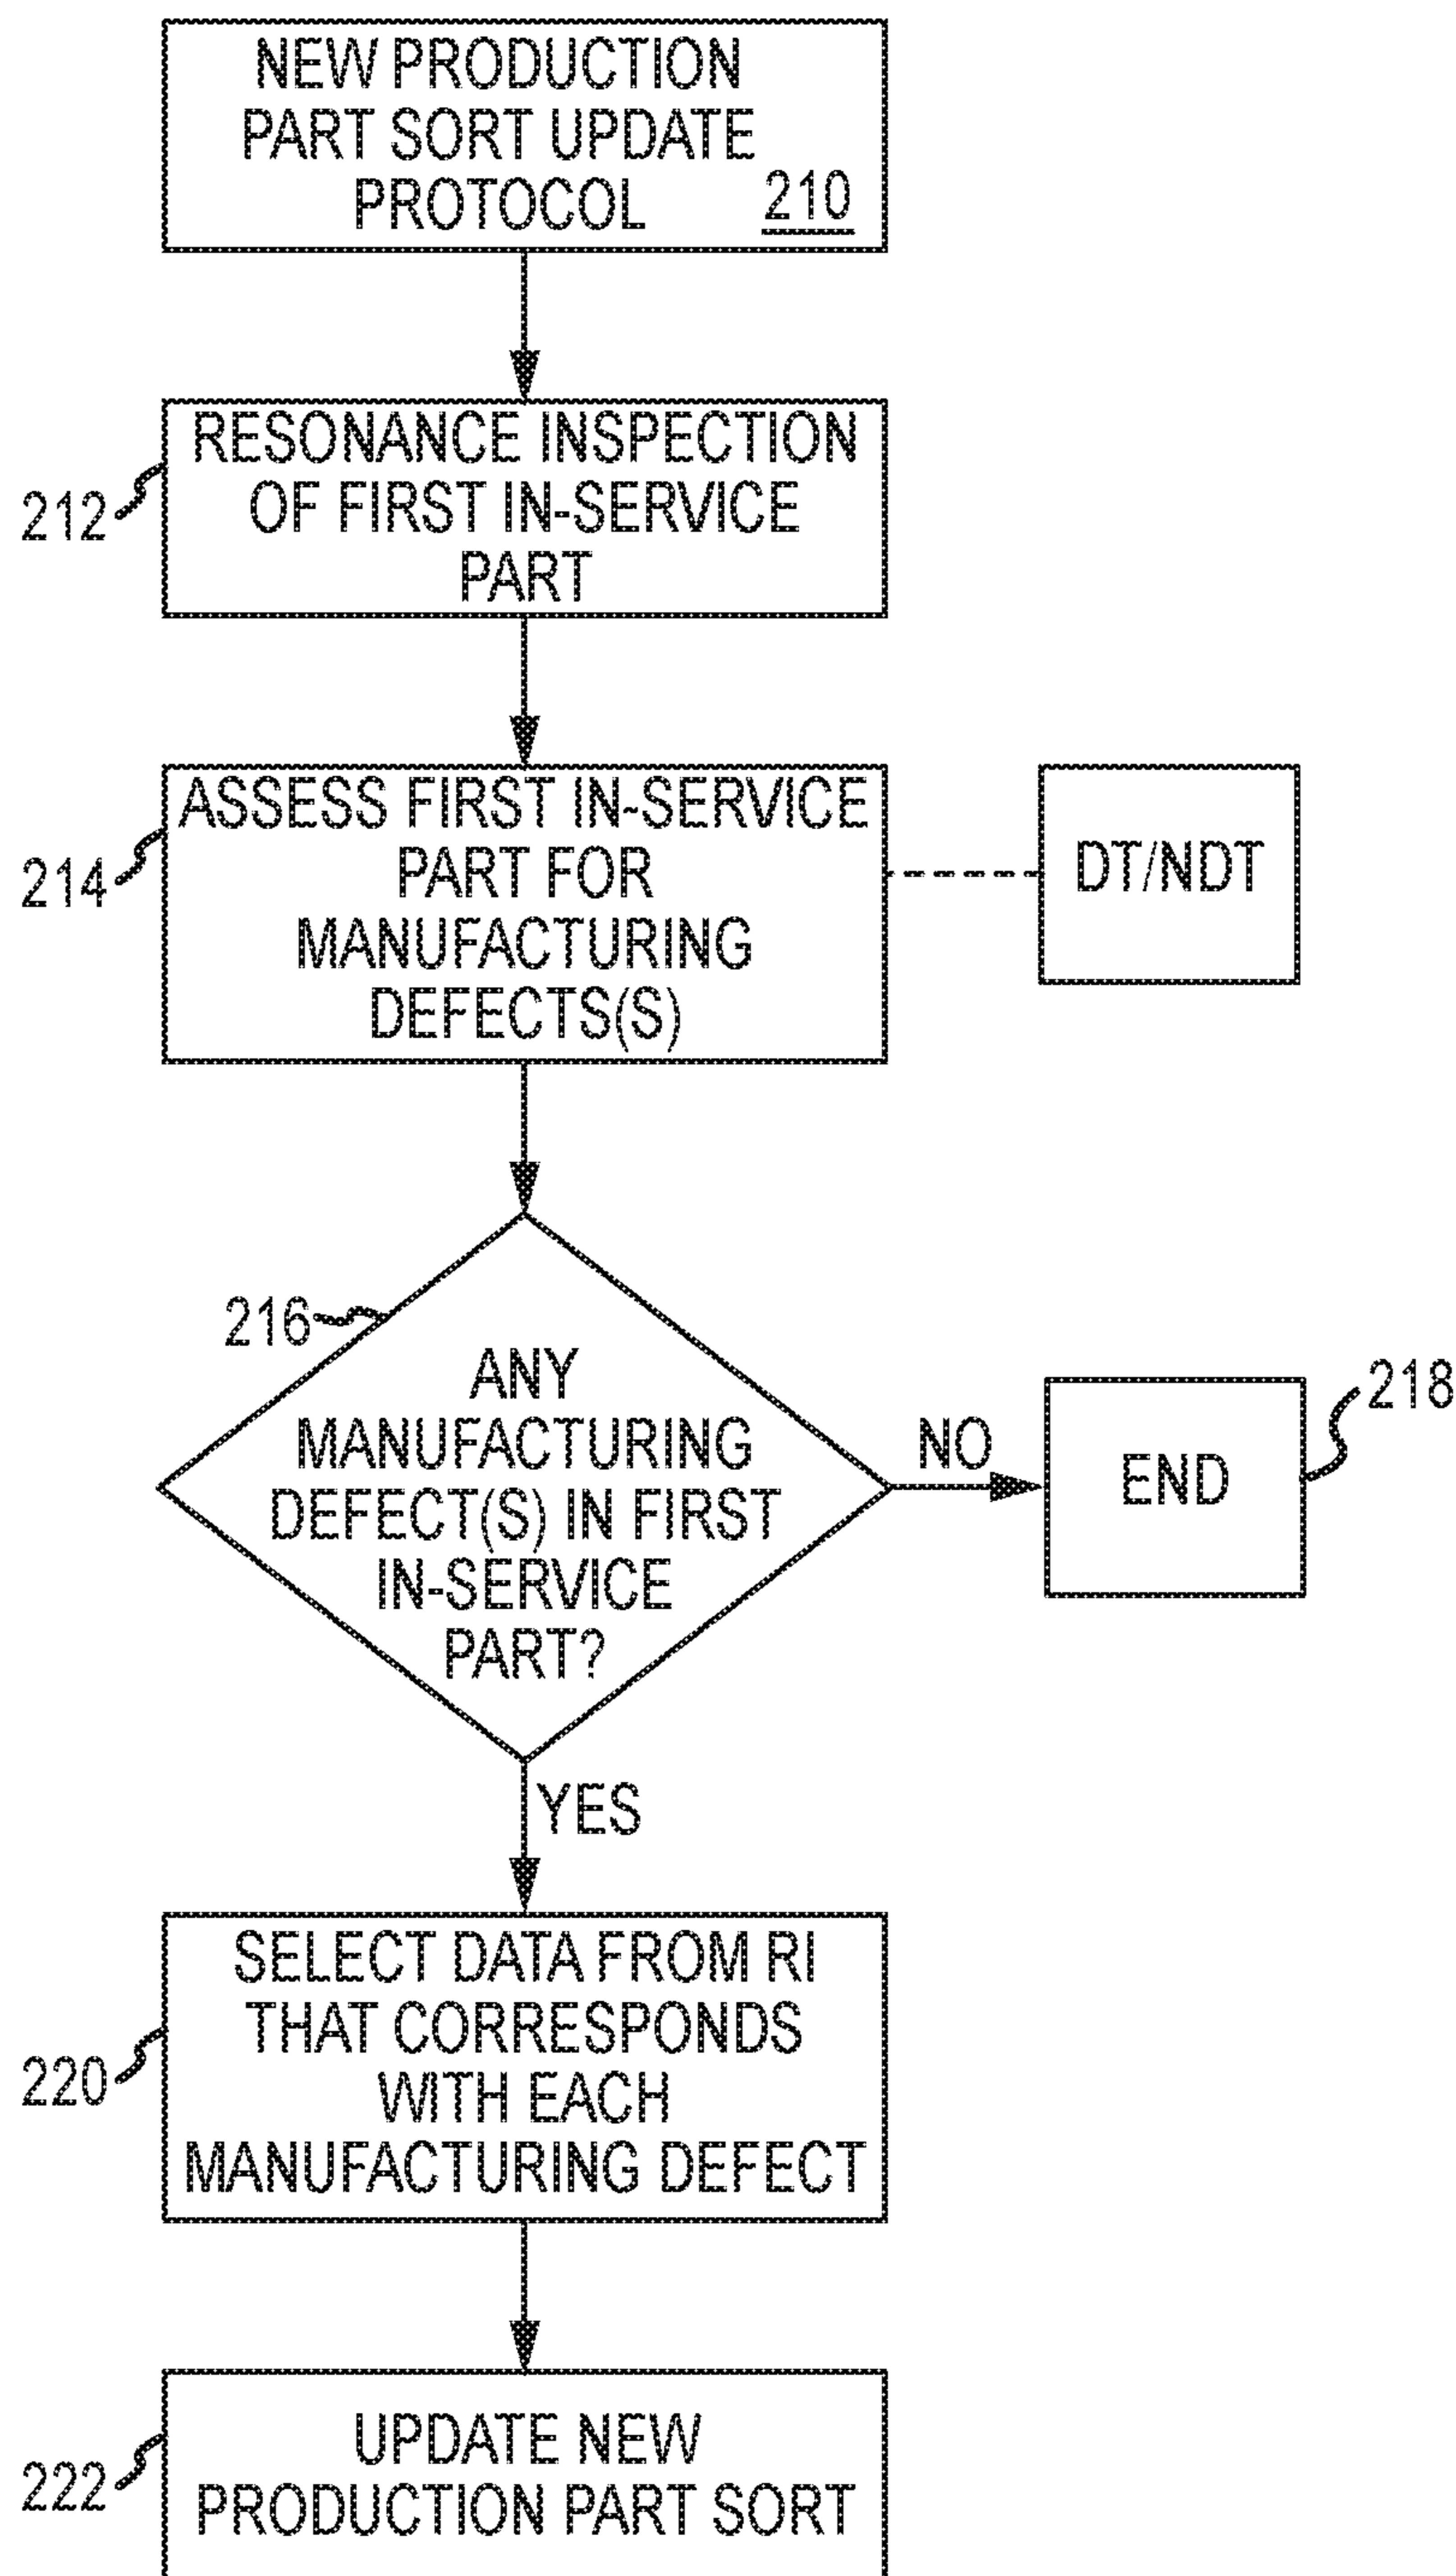 NEW PRODUCTION
PART SORT UPDATE
PROTOCOL 210
RESONANCE INSPECTION
OF FIRST IN-SERVICE
PART
212
ASSESS FIRST IN-SERVICE
PART FOR
MANUFACTURING
DEFECTS(S)
214
DT/NDT
216
ANY
MANUFACTURING
DEFECT(S) IN FIRST
IN-SERVICE
PART?
NO
END
218
YES
SELECT DATA FROM RI
THAT CORRESPONDS
WITH EACH
MANUFACTURING DEFECT
220
UPDATE NEW
PRODUCTION PART SORT
222